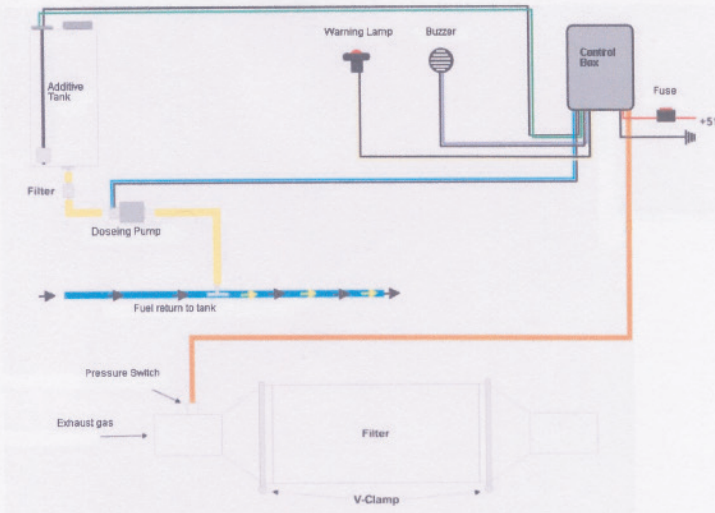 Warning Lamp
Buzzer
Control
Box
Fuse
Additive
Tank
Filter
Doseing Pump
Fuel return to tank
Pressure Switch
Exhaust gas
Filter
V-Clamp